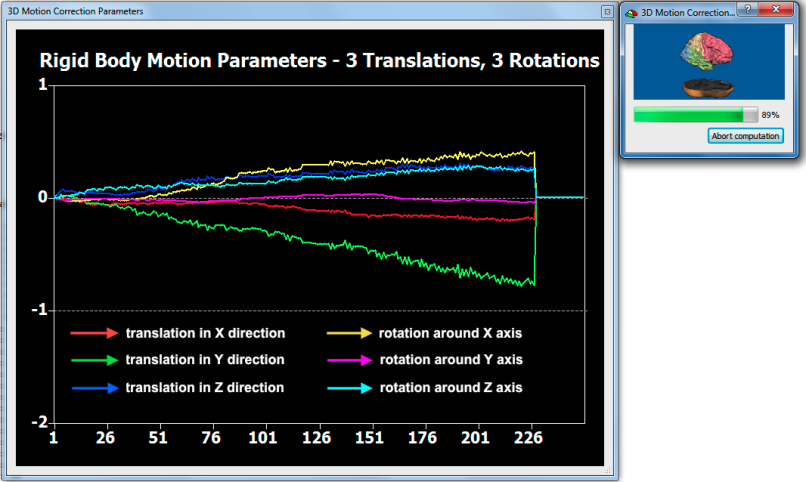 3D Motion Correction Parameters
Rigid Body Motion Parameters - 3 Translations, 3 Rotations
1
0
-1
-2
translation in X direction
rotation around X axis
translation in Y direction
rotation around Y axis
translation in Z direction
rotation around Z axis
1 26 51 76 101 126 151 176 201 226
3D Motion Correction...
?
89%
Abort computation